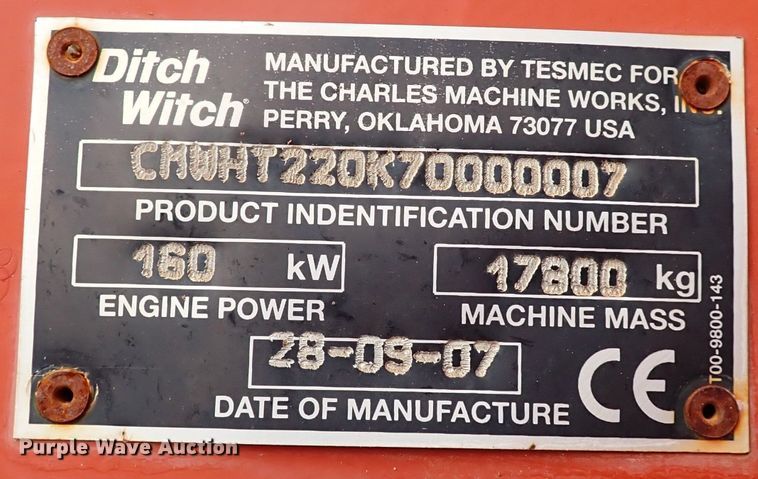 Ditch Witch®
MANUFACTURED BY TESMEC FOR
THE CHARLES MACHINE WORKS, INC.
PERRY, OKLAHOMA 73077 USA
CMWHT220K70000007
PRODUCT INDENTIFICATION NUMBER
160 kW
ENGINE POWER
17800 kg
MACHINE MASS
28-09-07
DATE OF MANUFACTURE
CE
T00-9800-143
Purple Wave Auction